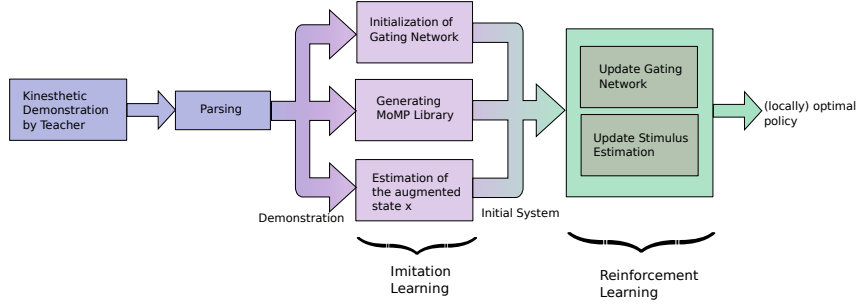 Kinesthetic
Demonstration
by Teacher
Parsing
Initialization of
Gating Network
Generating
MoMP Library
Estimation of
the augmented
state x
Demonstration
Initial System
Update Gating
Network
Update Stimulus
Estimation
(locally) optimal
policy
Imitation
Learning
Reinforcement
Learning